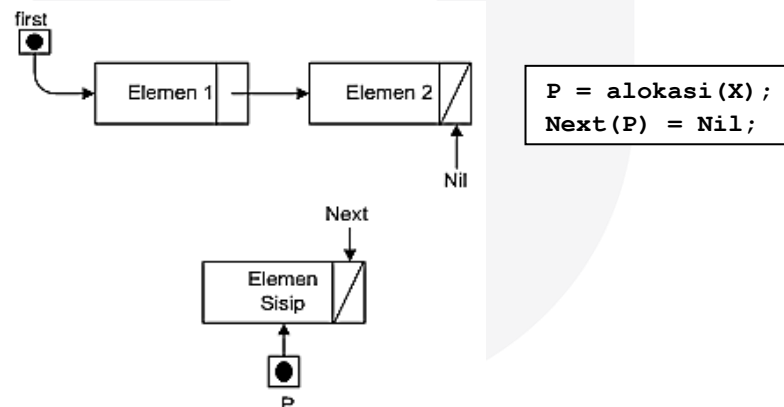 first
Elemen 1
Elemen 2
P = alokasi(X);
Next(P) = Nil;
Nil
Next
Elemen
Sisip
P